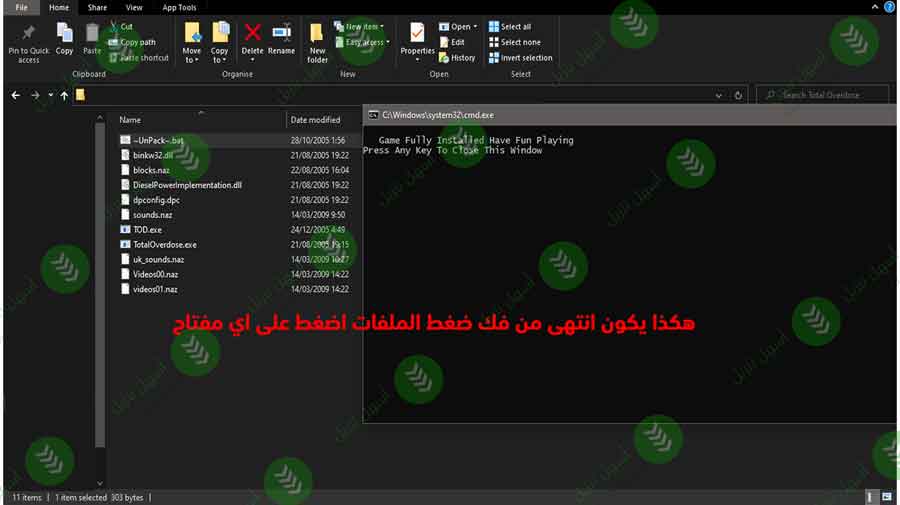 File Home Share View App Tools
Pin to Quick access
Copy
Paste
Cut
Copy path
Paste shortcut
Clipboard
Move to
Copy to
Delete
Rename
Organise
New folder
New item
Easy access
New
Properties
Open
Edit
History
Open
Select all
Select none
Invert selection
Select
Search Total Overdose
Name Date modified
~UnPack~.bat 28/10/2005 1:56
binkw32.dll 21/08/2005 19:22
blocks.naz 22/08/2005 16:04
DieselPowerImplementation.dll 21/08/2005 19:22
dpconfig.dpc 21/08/2005 19:22
sounds.naz 14/03/2009 9:50
TOD.exe 24/12/2005 4:49
TotalOverdose.exe 21/08/2005 19:15
uk_sounds.naz 14/03/2009 10:27
Videos00.naz 14/03/2009 14:22
videos01.naz 14/03/2009 14:22
C:\Windows\system32\cmd.exe
Game Fully Installed Have Fun Playing
Press Any Key To Close This Window
هكذا يكون انتهى من فك ضغط الملفات اضغط على اي مفتاح
11 items 1 item selected 303 bytes